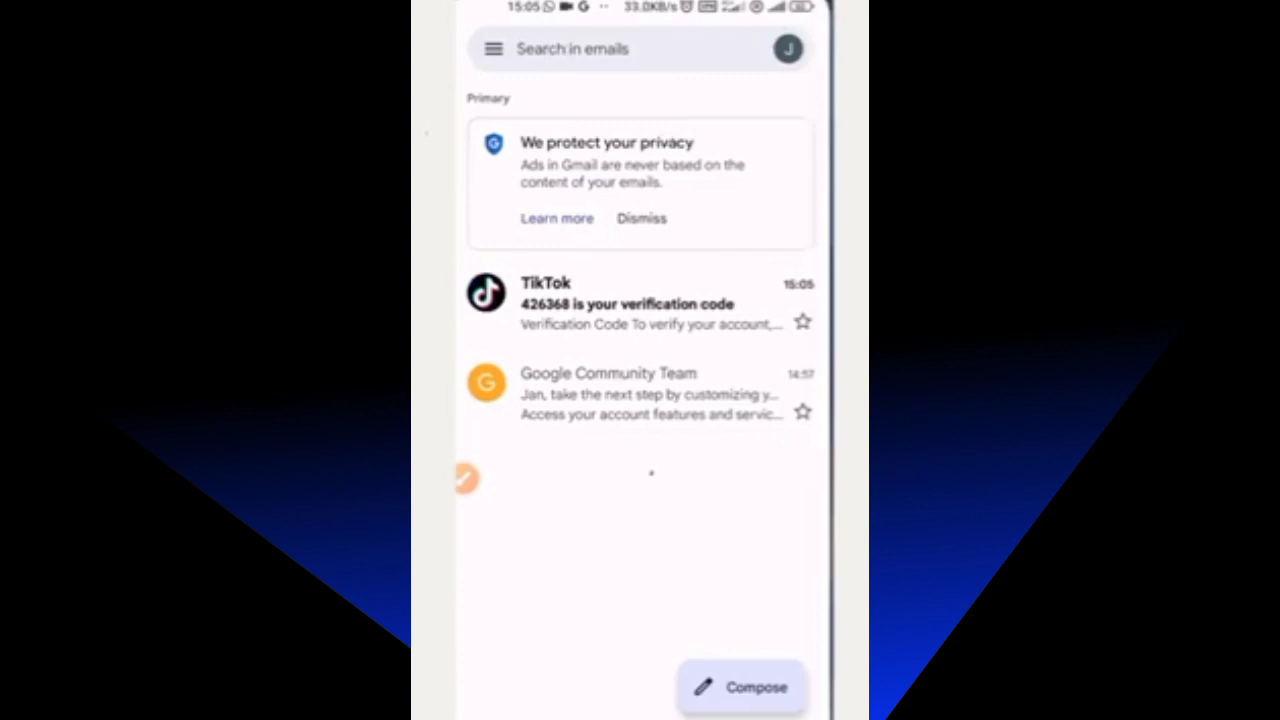 15:05 33.0KB/s
Search in emails J
Primary
We protect your privacy
Ads in Gmail are never based on the
content of your emails.
Learn more Dismiss
TikTok 15:05
426368 is your verification code
Verification Code To verify your account,...
G
Google Community Team 14:57
Jan, take the next step by customizing y...
Access your account features and servic...
Compose